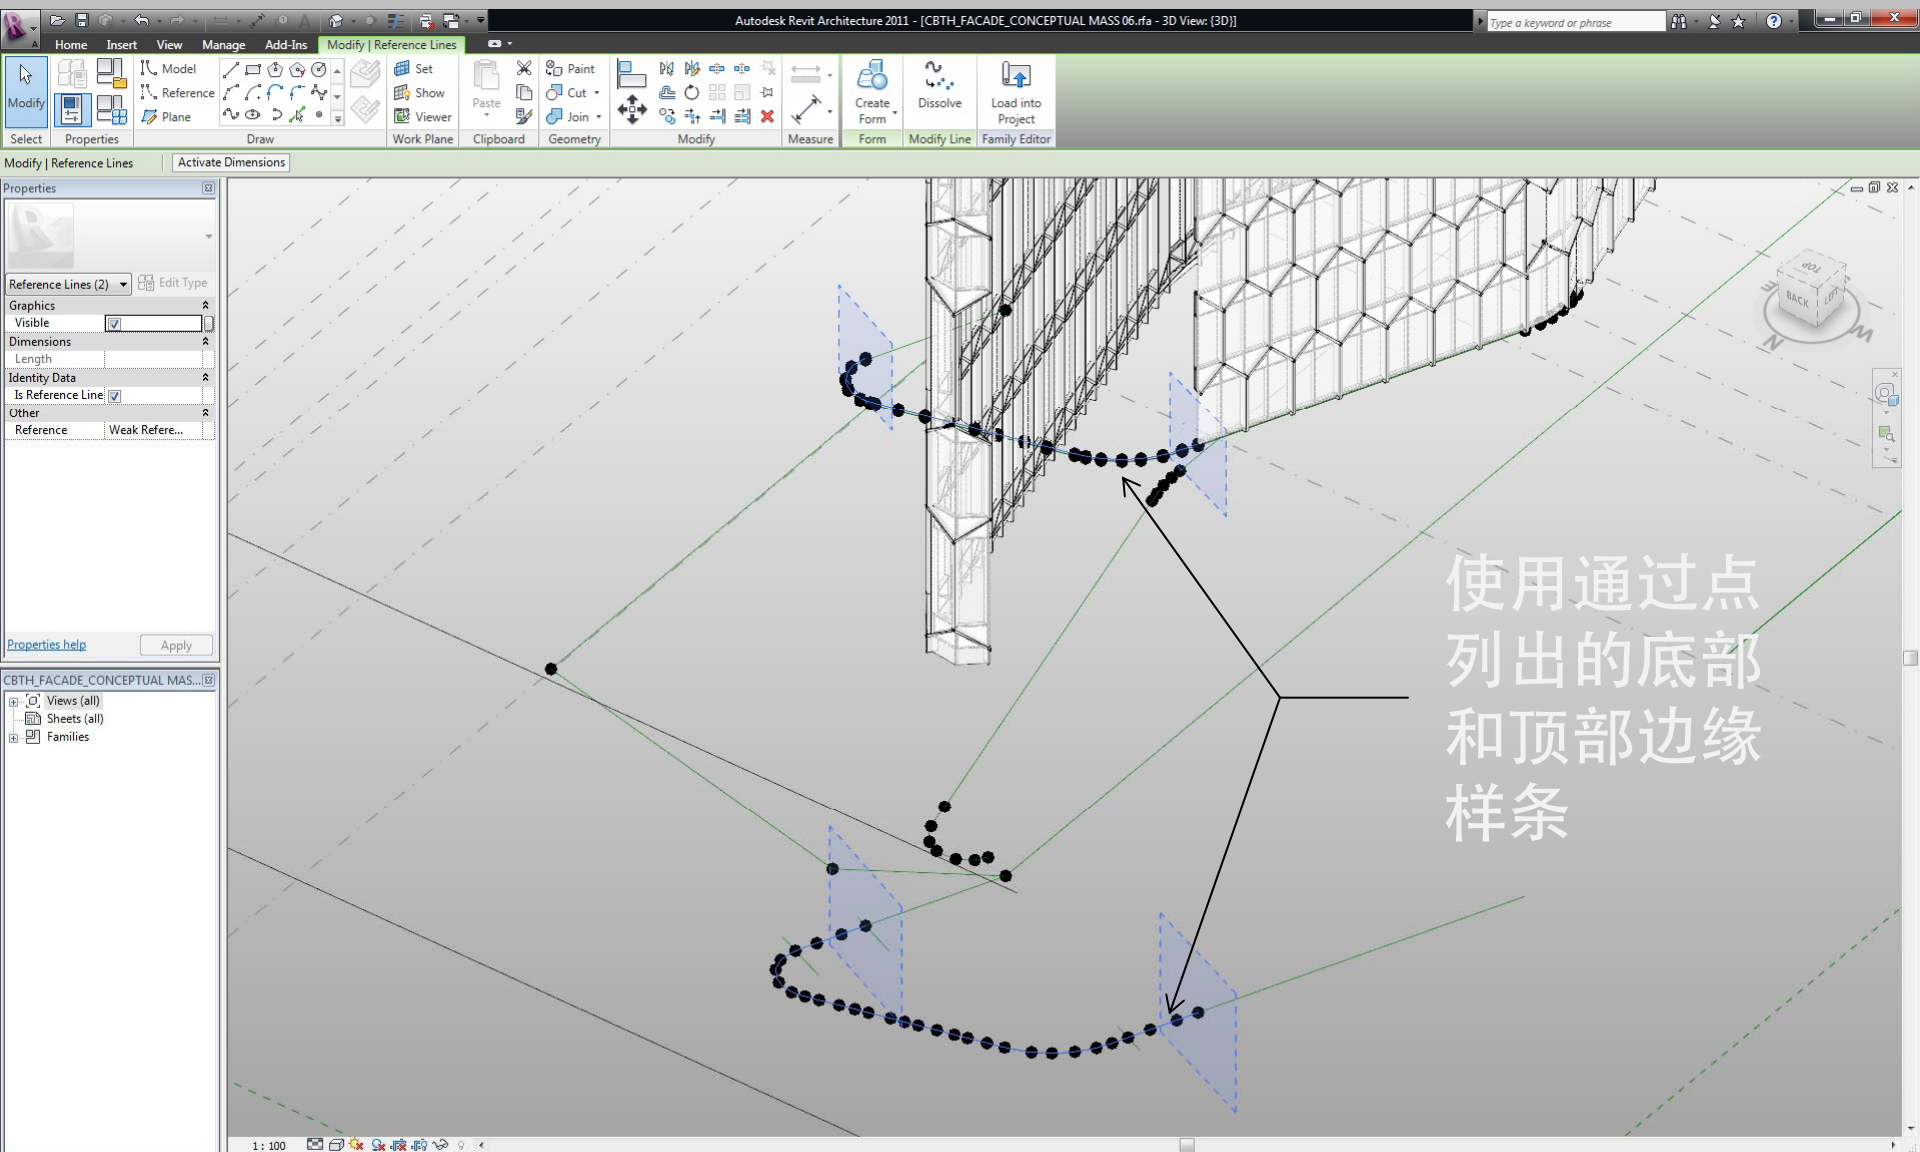 Autodesk Revit Architecture 2011 - [CBTH_FACADE_CONCEPTUAL MASS 06.rfa - 3D View: {3D}]
Type a keyword or phrase
Home Insert View Manage Add-Ins Modify | Reference Lines
Model
Reference
Plane
Set
Show
Viewer
Paste
Paint
Cut
Join
Modify
Create Form
Dissolve
Load into Project
Select Properties Draw Work Plane Clipboard Geometry Modify Measure Form Modify Line Family Editor
Modify | Reference Lines Activate Dimensions
Properties
Reference Lines (2) Edit Type
Graphics
Visible
Dimensions
Length
Identity Data
Is Reference Line
Other
Reference Weak Refere...
Properties help Apply
CBTH_FACADE_CONCEPTUAL MAS...
Views (all)
Sheets (all)
Families
TOP
BACK
LEFT
N
W
E
使用通过点
列出的底部
和顶部边缘
样条
1 : 100